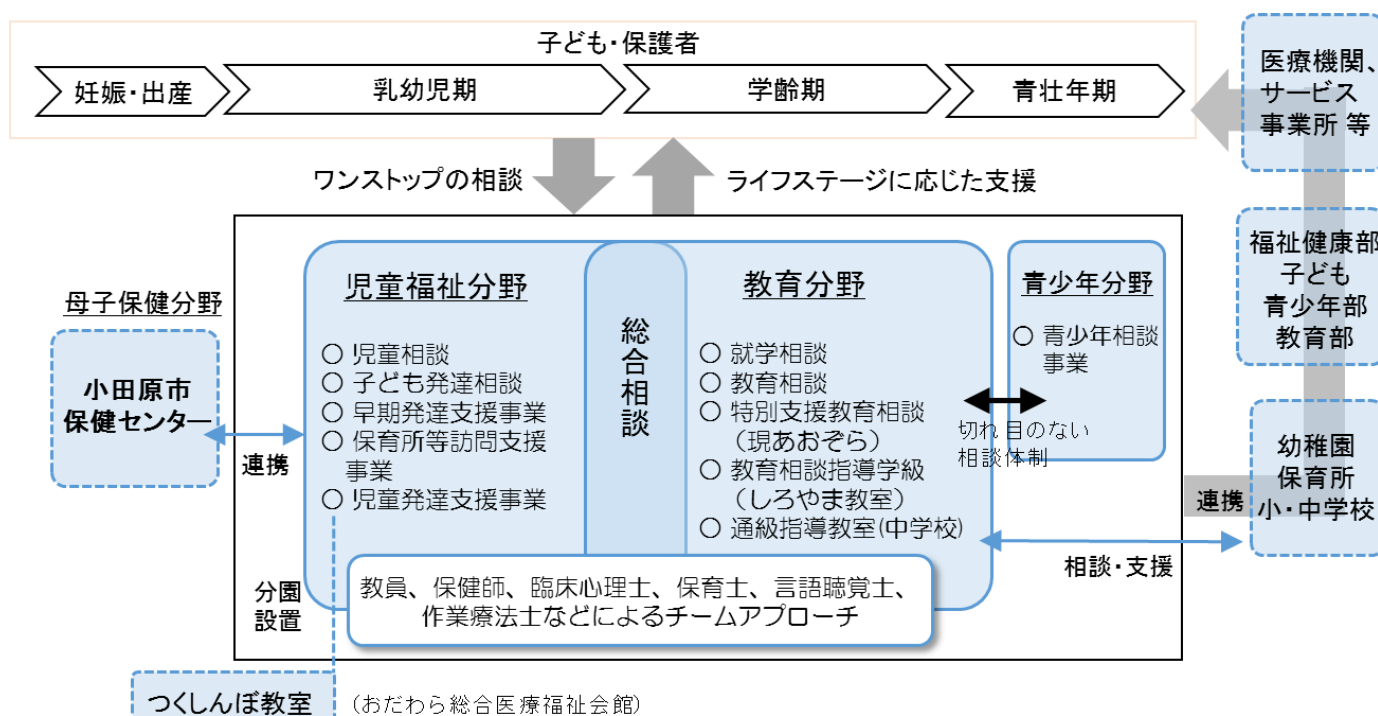 子ども・保護者
妊娠・出産
乳幼児期
学齢期
青壮年期
医療機関、
サービス
事業所 等
ワンストップの相談
ライフステージに応じた支援
福祉健康部
子ども
青少年部
教育部
母子保健分野
小田原市
保健センター
連携
児童福祉分野
○ 児童相談
○ 子ども発達相談
○ 早期発達支援事業
○ 保育所等訪問支援
事業
○ 児童発達支援事業
総合相談
教育分野
○ 就学相談
○ 教育相談
○ 特別支援教育相談
（現あおぞら）
○ 教育相談指導学級
（しろやま教室）
○ 通級指導教室(中学校)
青少年分野
○ 青少年相談
事業
切れ目のない
相談体制
幼稚園
保育所
小・中学校
連携
相談・支援
教員、保健師、臨床心理士、保育士、言語聴覚士、
作業療法士などによるチームアプローチ
分園
設置
つくしんぼ教室
（おだわら総合医療福祉会館）